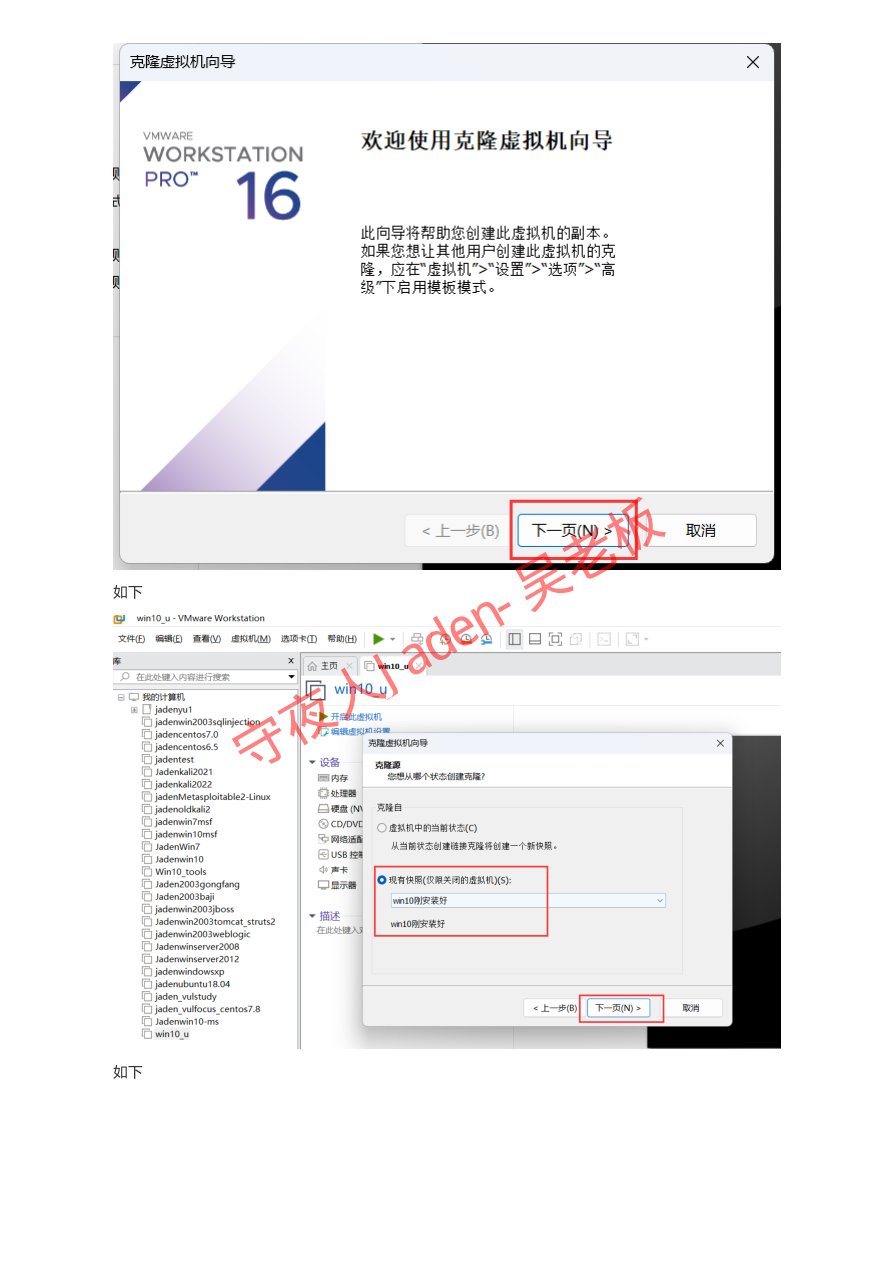 克隆虚拟机向导
VMWARE
WORKSTATION
PRO™ 16
欢迎使用克隆虚拟机向导
此向导将帮助您创建此虚拟机的副本。
如果您想让其他用户创建此虚拟机的克
隆，应在“虚拟机”>“设置”>“选项”>“高
级”下启用模板模式。
< 上一步(B)
下一页(N) >
取消
守夜人Jaden-吴老板
如下
win10_u - VMware Workstation
文件(F) 编辑(E) 查看(V) 虚拟机(M) 选项卡(T) 帮助(H)
库
在此处键入内容进行搜索
我的计算机
jadenyu1
jadenwin2003sqlinjection
jadencentos7.0
jadencentos6.5
jadentest
Jadenkali2021
jadenkali2022
jadenMetasploitable2-Linux
jadenoldkali2
jadenwin7msf
jadenwin10msf
JadenWin7
Jadenwin10
Win10_tools
Jaden2003gongfang
Jaden2003baji
jadenwin2003jboss
Jadenwin2003tomcat_struts2
jadenwin2003weblogic
Jadenwinserver2008
Jadenwinserver2012
jadenwindowsxp
jadenubuntu18.04
jaden_vulstudy
jaden_vulfocus_centos7.8
Jadenwin10-ms
win10_u
主页
win10_u
win10_u
开启此虚拟机
编辑虚拟机设置
设备
内存
处理器
硬盘 (NV
CD/DVD
网络适配
USB 控制
声卡
显示器
描述
在此处键入
克隆虚拟机向导
克隆源
您想从哪个状态创建克隆?
克隆自
虚拟机中的当前状态(C)
从当前状态创建链接克隆将创建一个新快照。
现有快照(仅限关闭的虚拟机)(S):
win10刚安装好
win10刚安装好
< 上一步(B)
下一页(N) >
取消
如下